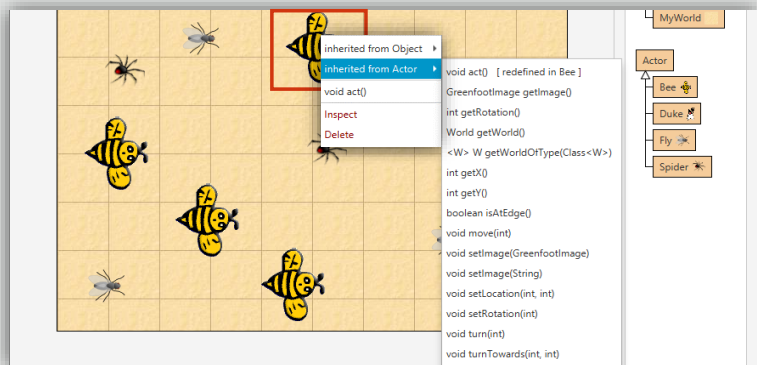 MyWorld
Actor
Bee
Duke
Fly
Spider
inherited from Object
inherited from Actor
void act()
Inspect
Delete
void act() [ redefined in Bee ]
GreenfootImage getImage()
int getRotation()
World getWorld()
<W> W getWorldOfType(Class<W>)
int getX()
int getY()
boolean isAtEdge()
void move(int)
void setImage(GreenfootImage)
void setImage(String)
void setLocation(int, int)
void setRotation(int)
void turn(int)
void turnTowards(int, int)